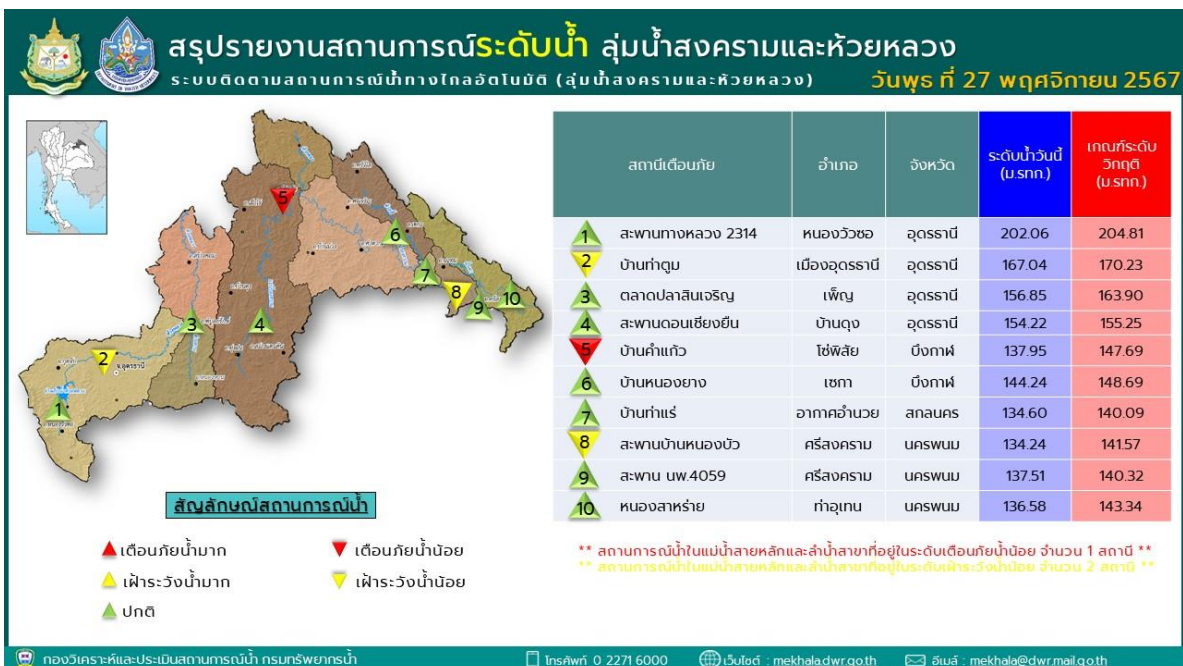 สรุปรายงานสถานการณ์ระดับน้ำ ลุ่มน้ำสงครามและห้วยหลวง
ระบบติดตามสถานการณ์น้ำทางไกลอัตโนมัติ (ลุ่มน้ำสงครามและห้วยหลวง)
วันพุธ ที่ 27 พฤศจิกายน 2567
สถานีเตือนภัย อำเภอ จังหวัด ระดับน้ำวันนี้ (ม.รทก.) เกณฑ์ระดับวิกฤติ (ม.รทก.)
1 สะพานทางหลวง 2314 หนองวัวซอ อุดรธานี 202.06 204.81
2 บ้านท่าตูม เมืองอุดรธานี อุดรธานี 167.04 170.23
3 ตลาดปลาสินเจริญ เพ็ญ อุดรธานี 156.85 163.90
4 สะพานดอนเชียงยืน บ้านดุง อุดรธานี 154.22 155.25
5 บ้านคำแก้ว โซ่พิสัย บึงกาฬ 137.95 147.69
6 บ้านหนองยาง เซกา บึงกาฬ 144.24 148.69
7 บ้านท่าแร่ อากาศอำนวย สกลนคร 134.60 140.09
8 สะพานบ้านหนองบัว ศรีสงคราม นครพนม 134.24 141.57
9 สะพาน นพ.4059 ศรีสงคราม นครพนม 137.51 140.32
10 หนองสาหร่าย ท่าอุเทน นครพนม 136.58 143.34
5
6
7
8
9
10
3
4
2
จ.อุดรธานี
1
สัญลักษณ์สถานการณ์น้ำ
เตือนภัยน้ำมาก
เตือนภัยน้ำน้อย
เฝ้าระวังน้ำมาก
เฝ้าระวังน้ำน้อย
ปกติ
** สถานการณ์น้ำในแม่น้ำสายหลักและลำน้ำสาขาที่อยู่ในระดับเตือนภัยน้ำน้อย จำนวน 1 สถานี **
** สถานการณ์น้ำในแม่น้ำสายหลักและลำน้ำสาขาที่อยู่ในระดับเฝ้าระวังน้ำน้อย จำนวน 2 สถานี **
กองวิเคราะห์และประเมินสถานการณ์น้ำ กรมทรัพยากรน้ำ
โทรศัพท์ 0 2271 6000
เว็บไซต์ : mekhala.dwr.go.th
อีเมล์ : mekhala@dwr.mail.go.th